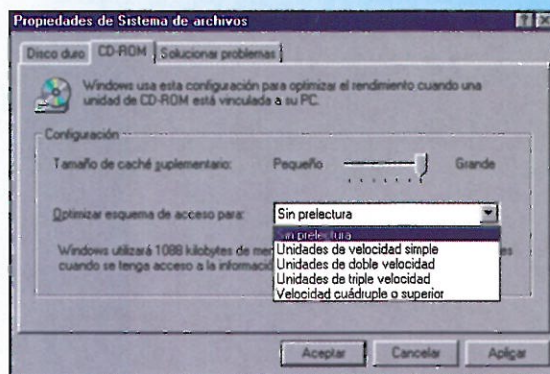 Propiedades de Sistema de archivos
Disco duro CD-ROM Solucionar problemas
Windows usa esta configuración para optimizar el rendimiento cuando una
unidad de CD-ROM está vinculada a su PC.
Configuración
Tamaño de caché suplementario: Pequeño Grande
Optimizar esquema de acceso para: Sin prelectura
Sin prelectura
Unidades de velocidad simple
Unidades de doble velocidad
Unidades de triple velocidad
Velocidad cuádruple o superior
Windows utilizará 1088 kilobytes de
cuando se tenga acceso a la
Aceptar Cancelar Aplicar